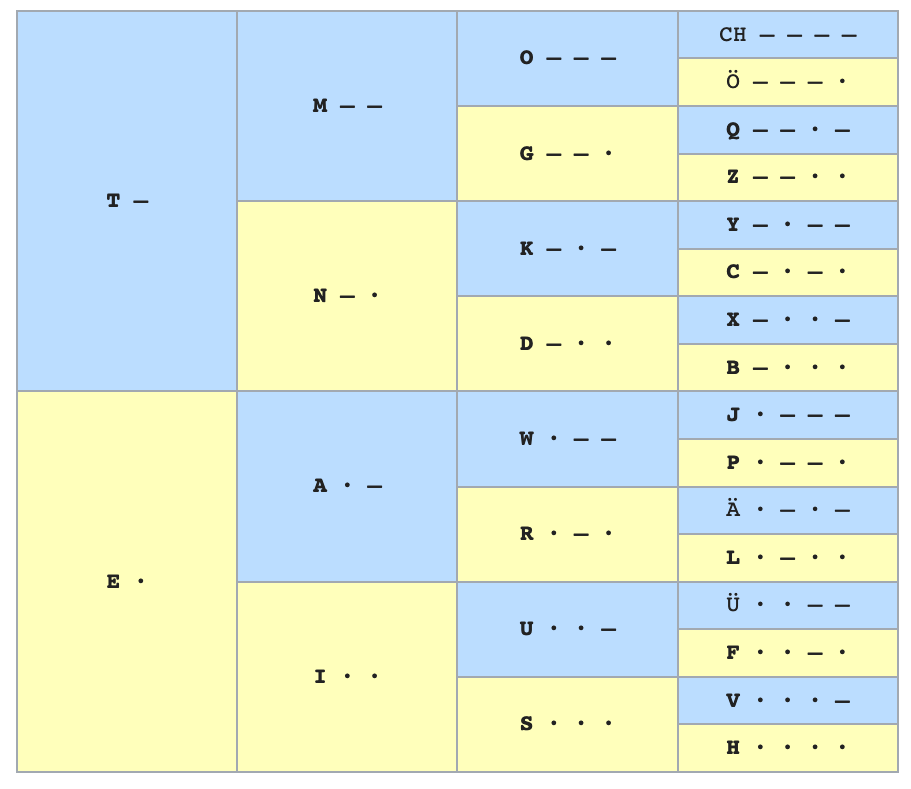 CH – – – –
O – – –
Ö – – – ·
M – –
Q – – · –
G – – ·
Z – – · ·
T –
Y – · – –
K – · –
C – · – ·
N – ·
X – · · –
D – · ·
B – · · ·
J · – – –
W · – –
P · – – ·
A · –
Ä · – · –
R · – ·
L · – · ·
E ·
Ü · · – –
U · · –
F · · – ·
I · ·
V · · · –
S · · ·
H · · · ·